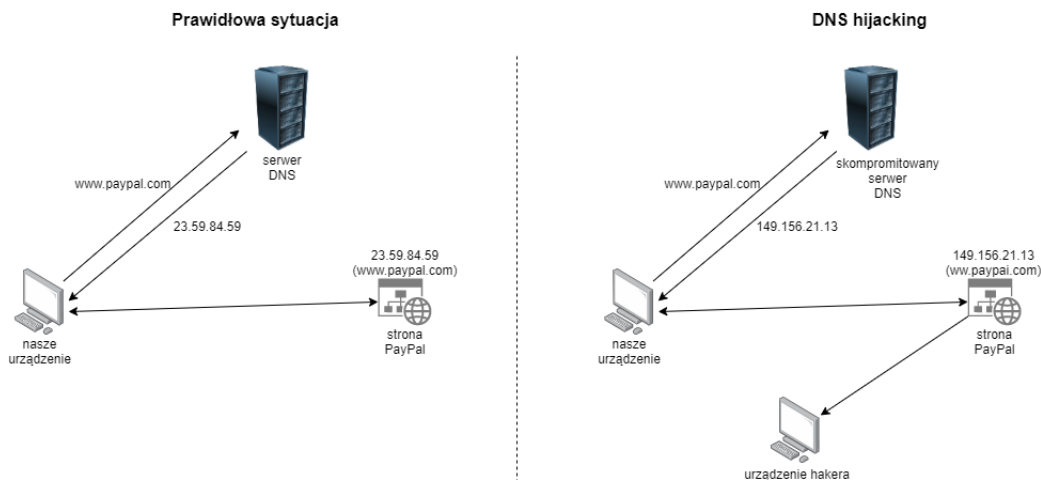 Prawidłowa sytuacja
serwer
DNS
www.paypal.com
23.59.84.59
23.59.84.59
(www.paypal.com)
nasze
urządzenie
strona
PayPal
DNS hijacking
skompromitowany
serwer
DNS
www.paypal.com
149.156.21.13
149.156.21.13
(ww.paypai.com)
nasze
urządzenie
strona
PayPal
urządzenie hakera